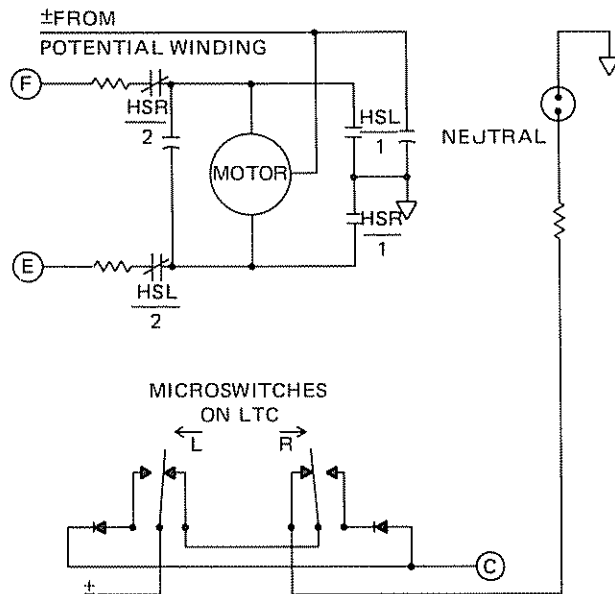 ±FROM
POTENTIAL WINDING
F
HSR
2
HSL
1
NEUTRAL
MOTOR
HSR
1
E
HSL
2
MICROSWITCHES
ON LTC
L
R
C
±